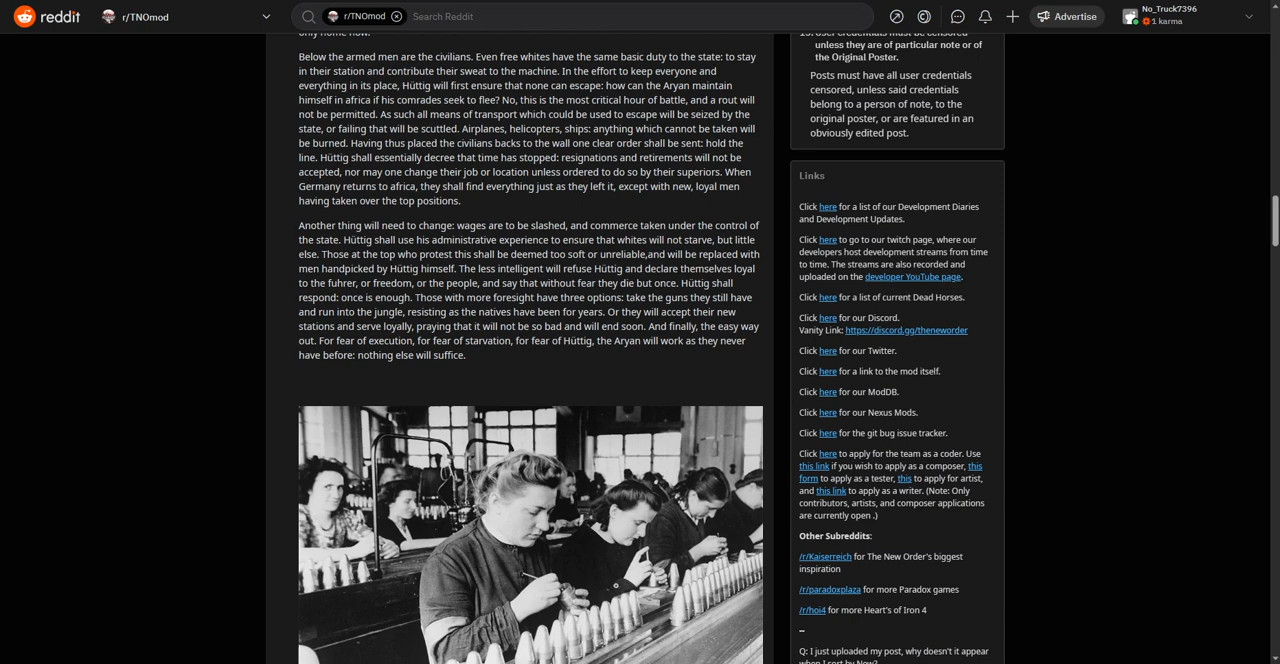 reddit
r/TNOmod
r/TNOmod
Search Reddit
Advertise
No_Truck7396
1 karma
only home now.
Below the armed men are the civilians. Even free whites have the same basic duty to the state: to stay
in their station and contribute their sweat to the machine. In the effort to keep everyone and
everything in its place, Hüttig will first ensure that none can escape: how can the Aryan maintain
himself in africa if his comrades seek to flee? No, this is the most critical hour of battle, and a rout will
not be permitted. As such all means of transport which could be used to escape will be seized by the
state, or failing that will be scuttled. Airplanes, helicopters, ships: anything which cannot be taken will
be burned. Having thus placed the civilians backs to the wall one clear order shall be sent: hold the
line. Hüttig shall essentially decree that time has stopped: resignations and retirements will not be
accepted, nor may one change their job or location unless ordered to do so by their superiors. When
Germany returns to africa, they shall find everything just as they left it, except with new, loyal men
having taken over the top positions.
Another thing will need to change: wages are to be slashed, and commerce taken under the control of
the state. Hüttig shall use his administrative experience to ensure that whites will not starve, but little
else. Those at the top who protest this shall be deemed too soft or unreliable,and will be replaced with
men handpicked by Hüttig himself. The less intelligent will refuse Hüttig and declare themselves loyal
to the fuhrer, or freedom, or the people, and say that without fear they die but once. Hüttig shall
respond: once is enough. Those with more foresight have three options: take the guns they still have
and run into the jungle, resisting as the natives have been for years. Or they will accept their new
stations and serve loyally, praying that it will not be so bad and will end soon. And finally, the easy way
out. For fear of execution, for fear of starvation, for fear of Hüttig, the Aryan will work as they never
have before: nothing else will suffice.
13. User credentials must be censored
unless they are of particular note or of
the Original Poster.
Posts must have all user credentials
censored, unless said credentials
belong to a person of note, to the
original poster, or are featured in an
obviously edited post.
Links
Click here for a list of our Development Diaries
and Development Updates.
Click here to go to our twitch page, where our
developers host development streams from time
to time. The streams are also recorded and
uploaded on the developer YouTube page.
Click here for a list of current Dead Horses.
Click here for our Discord.
Vanity Link: https://discord.gg/theneworder
Click here for our Twitter.
Click here for a link to the mod itself.
Click here for our ModDB.
Click here for our Nexus Mods.
Click here for the git bug issue tracker.
Click here to apply for the team as a coder. Use
this link if you wish to apply as a composer, this
form to apply as a tester, this to apply for artist,
and this link to apply as a writer. (Note: Only
contributors, artists, and composer applications
are currently open .)
Other Subreddits:
/r/Kaiserreich for The New Order's biggest
inspiration
/r/paradoxplaza for more Paradox games
/r/hoi4 for more Heart's of Iron 4
--
Q: I just uploaded my post, why doesn't it appear
when I sort by New?